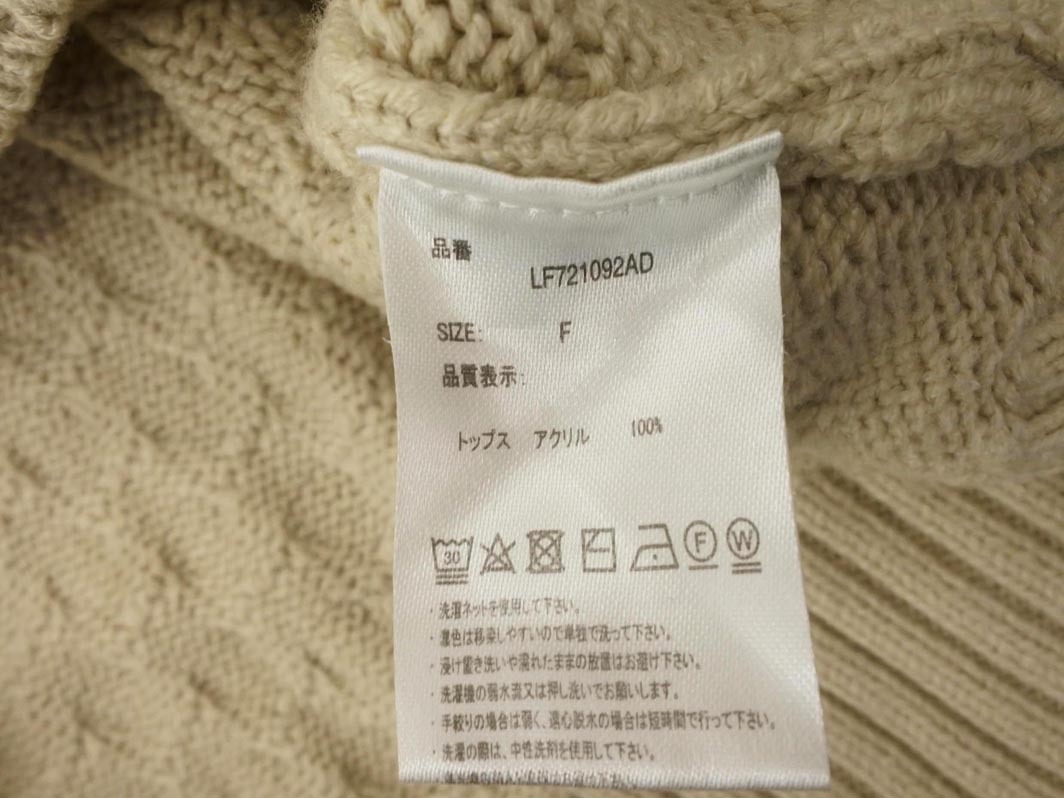 品番
LF721092AD
SIZE: F
品質表示:
トップス アクリル 100%
30 F W
・洗濯ネットを使用して下さい。
・濃色は移染しやすいので単独で洗って下さい。
・浸け置き洗いや濡れたままの放置はお避け下さい。
・洗濯機の弱水流又は押し洗いでお願いします。
・手絞りの場合は弱く、遠心脱水の場合は短時間で行って下さい。
・洗濯の際は、中性洗剤を使用して下さい。